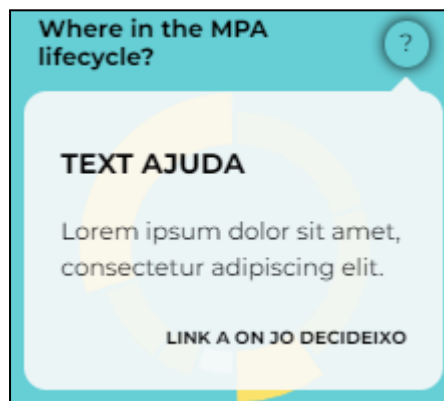 Where in the MPA
lifecycle?
?
TEXT AJUDA
Lorem ipsum dolor sit amet,
consectetur adipiscing elit.
LINK A ON JO DECIDEIXO